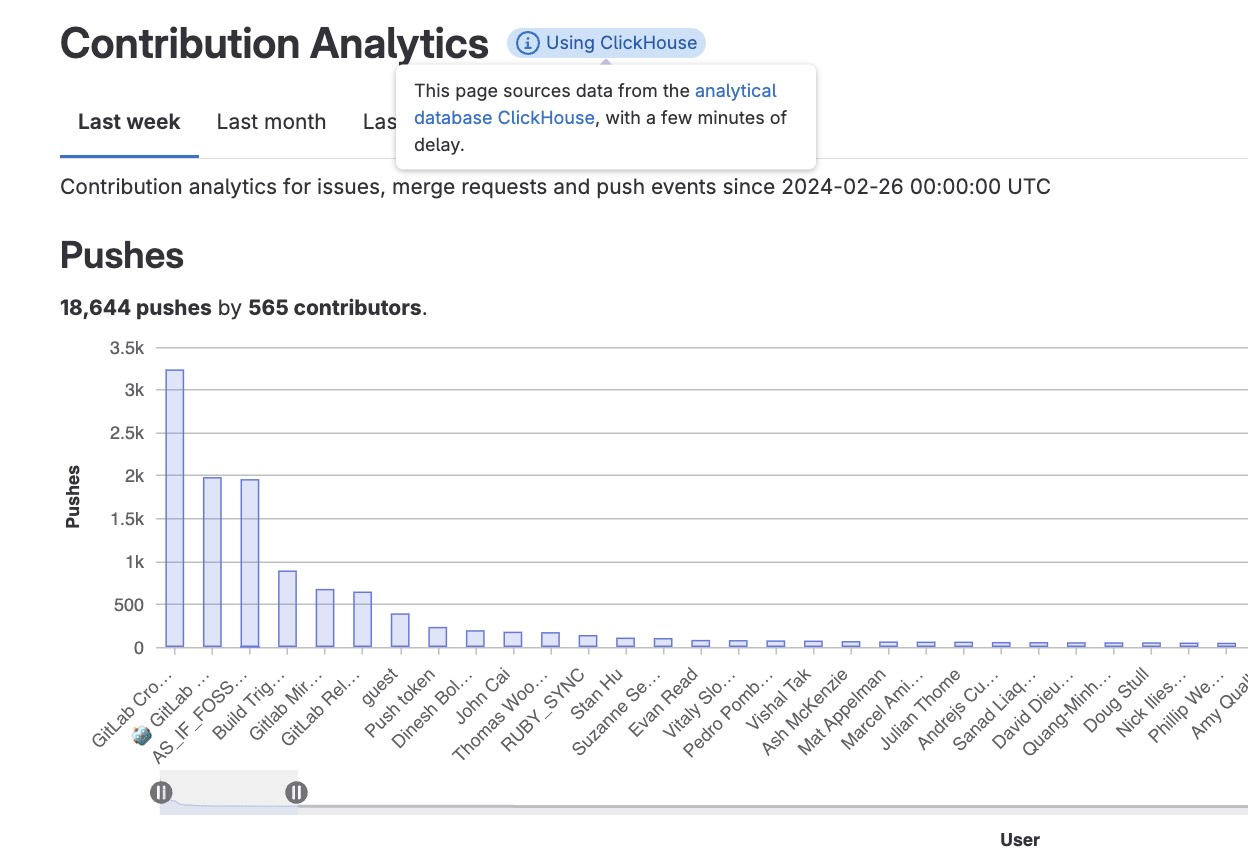 Contribution Analytics
Using ClickHouse
This page sources data from the analytical
database ClickHouse, with a few minutes of
delay.
Last week
Last month
Las
Contribution analytics for issues, merge requests and push events since 2024-02-26 00:00:00 UTC
Pushes
18,644 pushes by 565 contributors.
3.5k
3k
2.5k
2k
1.5k
1k
500
0
Pushes
GitLab Cro...
GitLab ...
AS_IF_FOSS...
Build Trig...
Gitlab Mir...
GitLab Rel...
guest
Push token
Dinesh Bol...
John Cai
Thomas Woo...
RUBY_SYNC
Stan Hu
Suzanne Se...
Evan Read
Vitaly Slo...
Pedro Pomb...
Vishal Tak
Ash McKenzie
Mat Appelman
Marcel Ami...
Julian Thome
Andrejs Cu...
Sanad Liaq...
David Dieu...
Quang-Minh...
Doug Stull
Nick Ilies...
Phillip We...
Amy Qual
User